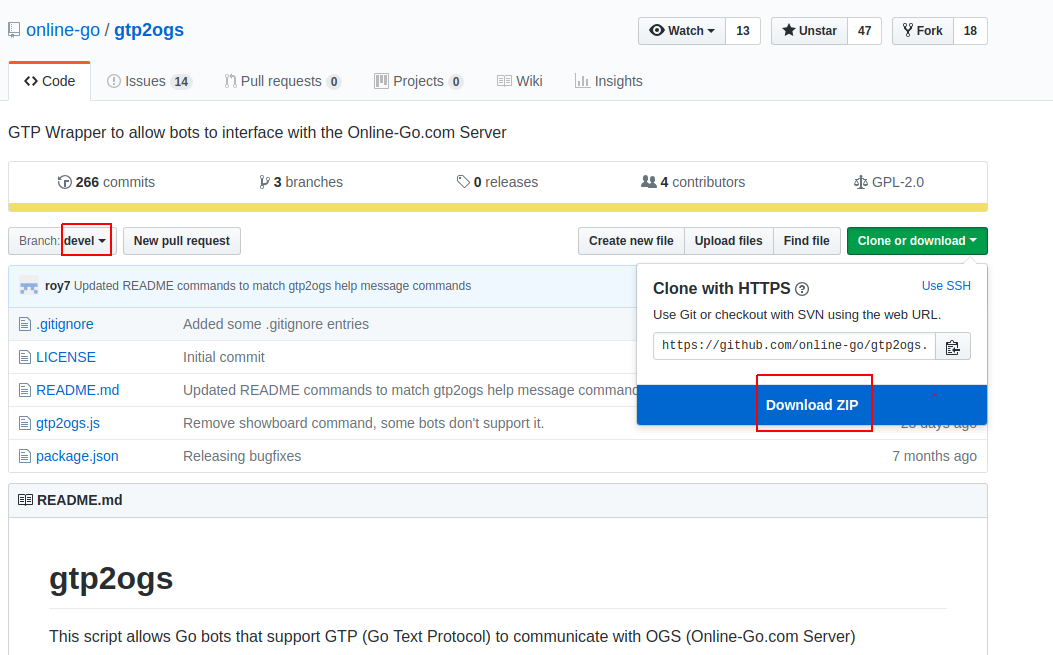 online-go / gtp2ogs
Watch 13 Unstar 47 Fork 18
Code Issues 14 Pull requests 0 Projects 0 Wiki Insights
GTP Wrapper to allow bots to interface with the Online-Go.com Server
266 commits 3 branches 0 releases 4 contributors GPL-2.0
Branch: devel New pull request Create new file Upload files Find file Clone or download
roy7 Updated README commands to match gtp2ogs help message commands
Clone with HTTPS ? Use SSH
Use Git or checkout with SVN using the web URL.
https://github.com/online-go/gtp2ogs.
Download ZIP
.gitignore Added some .gitignore entries
LICENSE Initial commit
README.md Updated README commands to match gtp2ogs help message
gtp2ogs.js Remove showboard command, some bots don't support it. 23 days ago
package.json Releasing bugfixes 7 months ago
README.md
gtp2ogs
This script allows Go bots that support GTP (Go Text Protocol) to communicate with OGS (Online-Go.com Server)